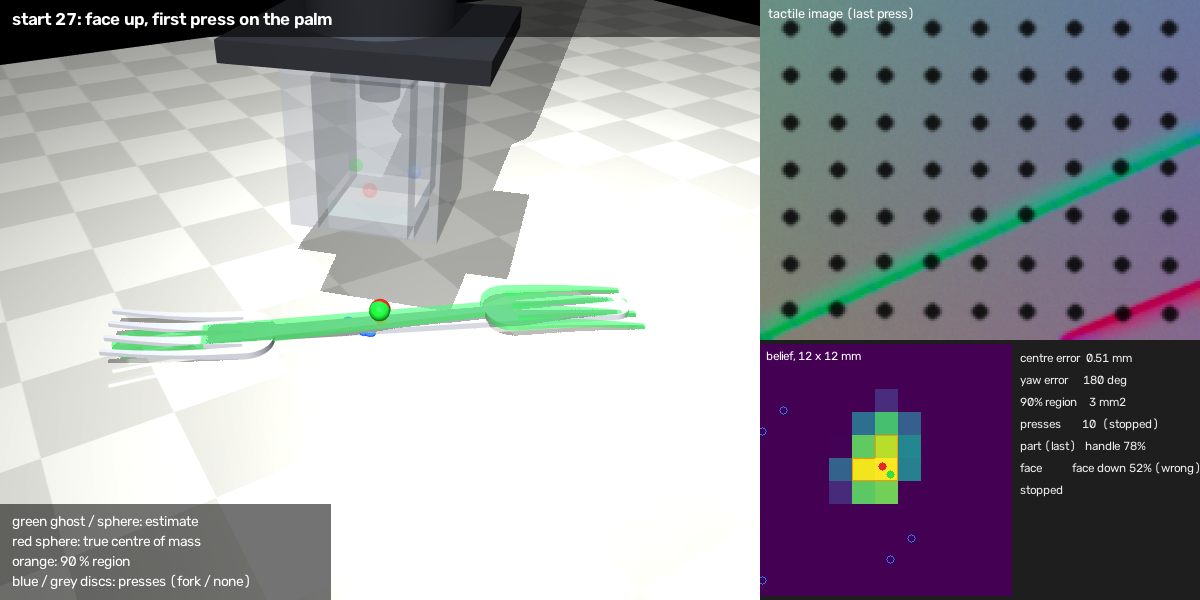 start 27: face up, first press on the palm
tactile image (last press)
belief, 12 x 12 mm
centre error 0.51 mm
yaw error 180 deg
90% region 3 mm2
presses 10 (stopped)
part (last) handle 78%
face face down 52% (wrong)
stopped
green ghost / sphere: estimate
red sphere: true centre of mass
orange: 90 % region
blue / grey discs: presses (fork / none)